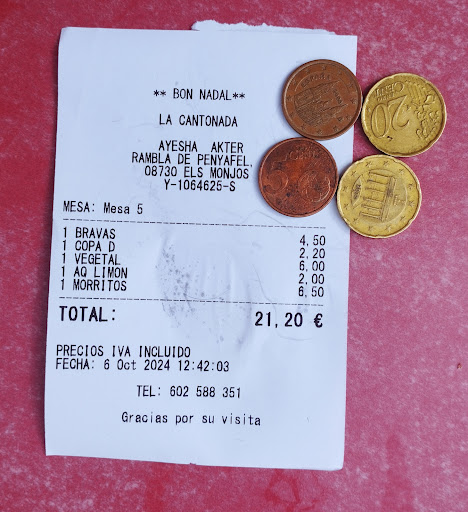 ** BON NADAL**
LA CANTONADA
AYESHA AKTER
RAMBLA DE PENYAFEL,
08730 ELS MONJOS
Y-1064625-S
MESA: Mesa 5
1 BRAVAS 4,50
1 COPA D 2,20
1 VEGETAL 6,00
1 AQ LIMON 2,00
1 MORRITOS 6,50
TOTAL: 21,20 €
PRECIOS IVA INCLUIDO
FECHA: 6 Oct 2024 12:42:03
TEL: 602 588 351
Gracias por su visita
20
CENT